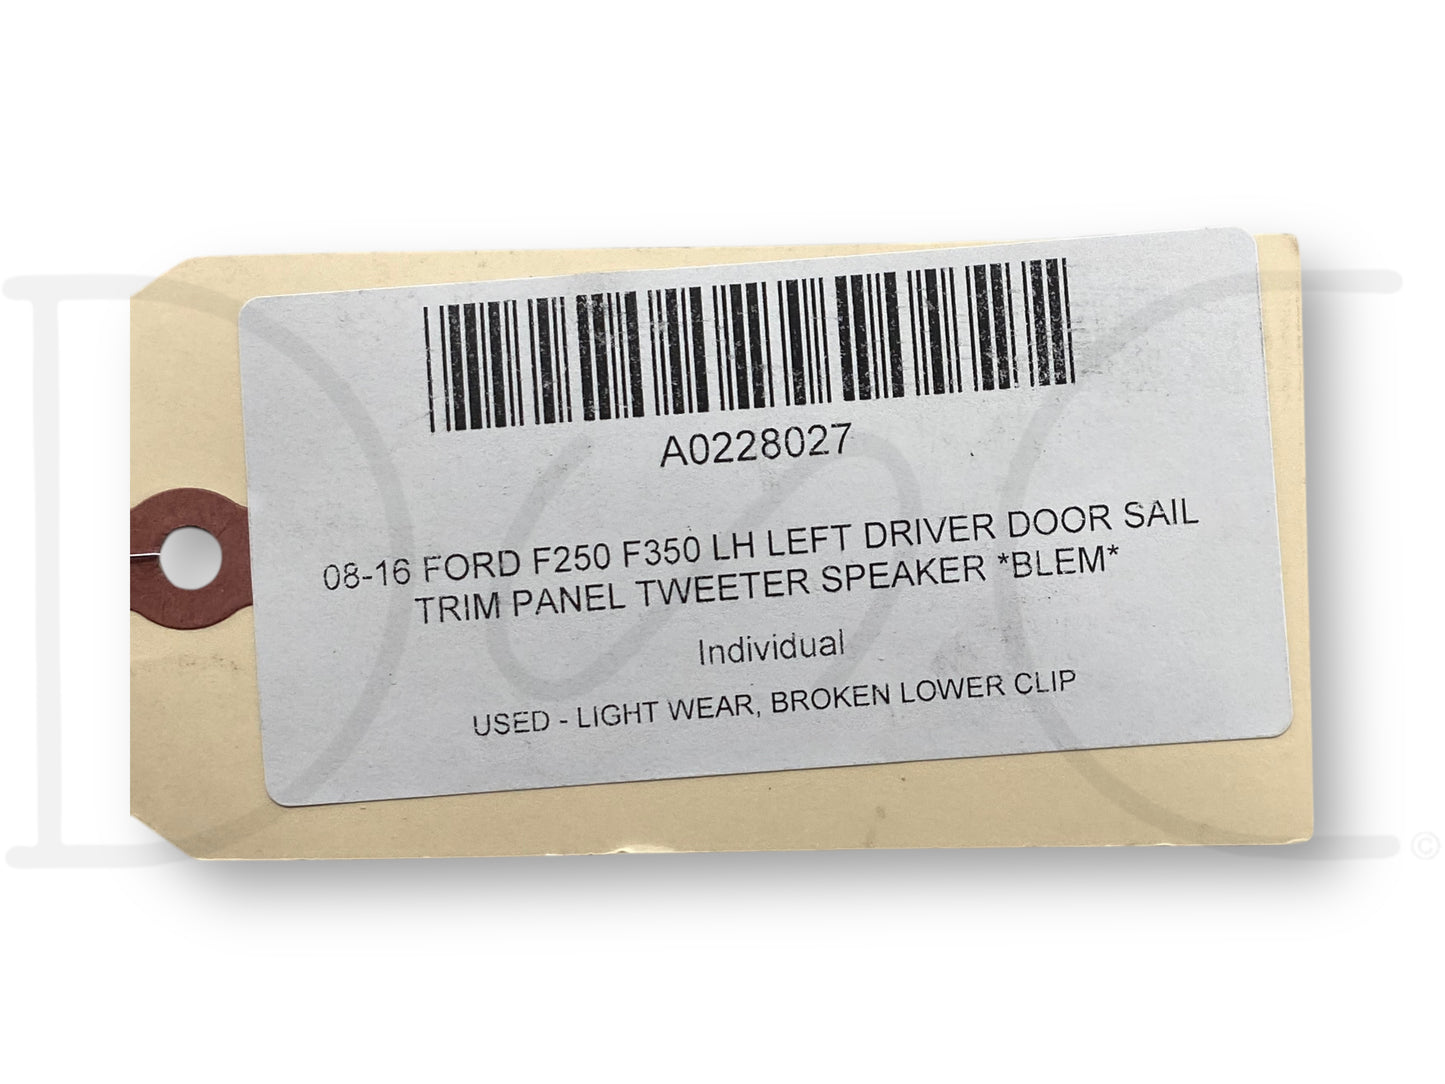 A0228027
08-16 FORD F250 F350 LH LEFT DRIVER DOOR SAIL
TRIM PANEL TWEETER SPEAKER *BLEM*
Individual
USED - LIGHT WEAR, BROKEN LOWER CLIP
©